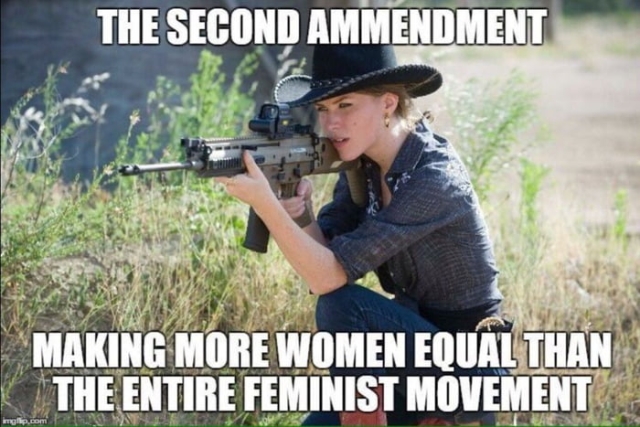 THE SECOND AMMENDMENT
MAKING MORE WOMEN EQUAL THAN
THE ENTIRE FEMINIST MOVEMENT
imgflip.com